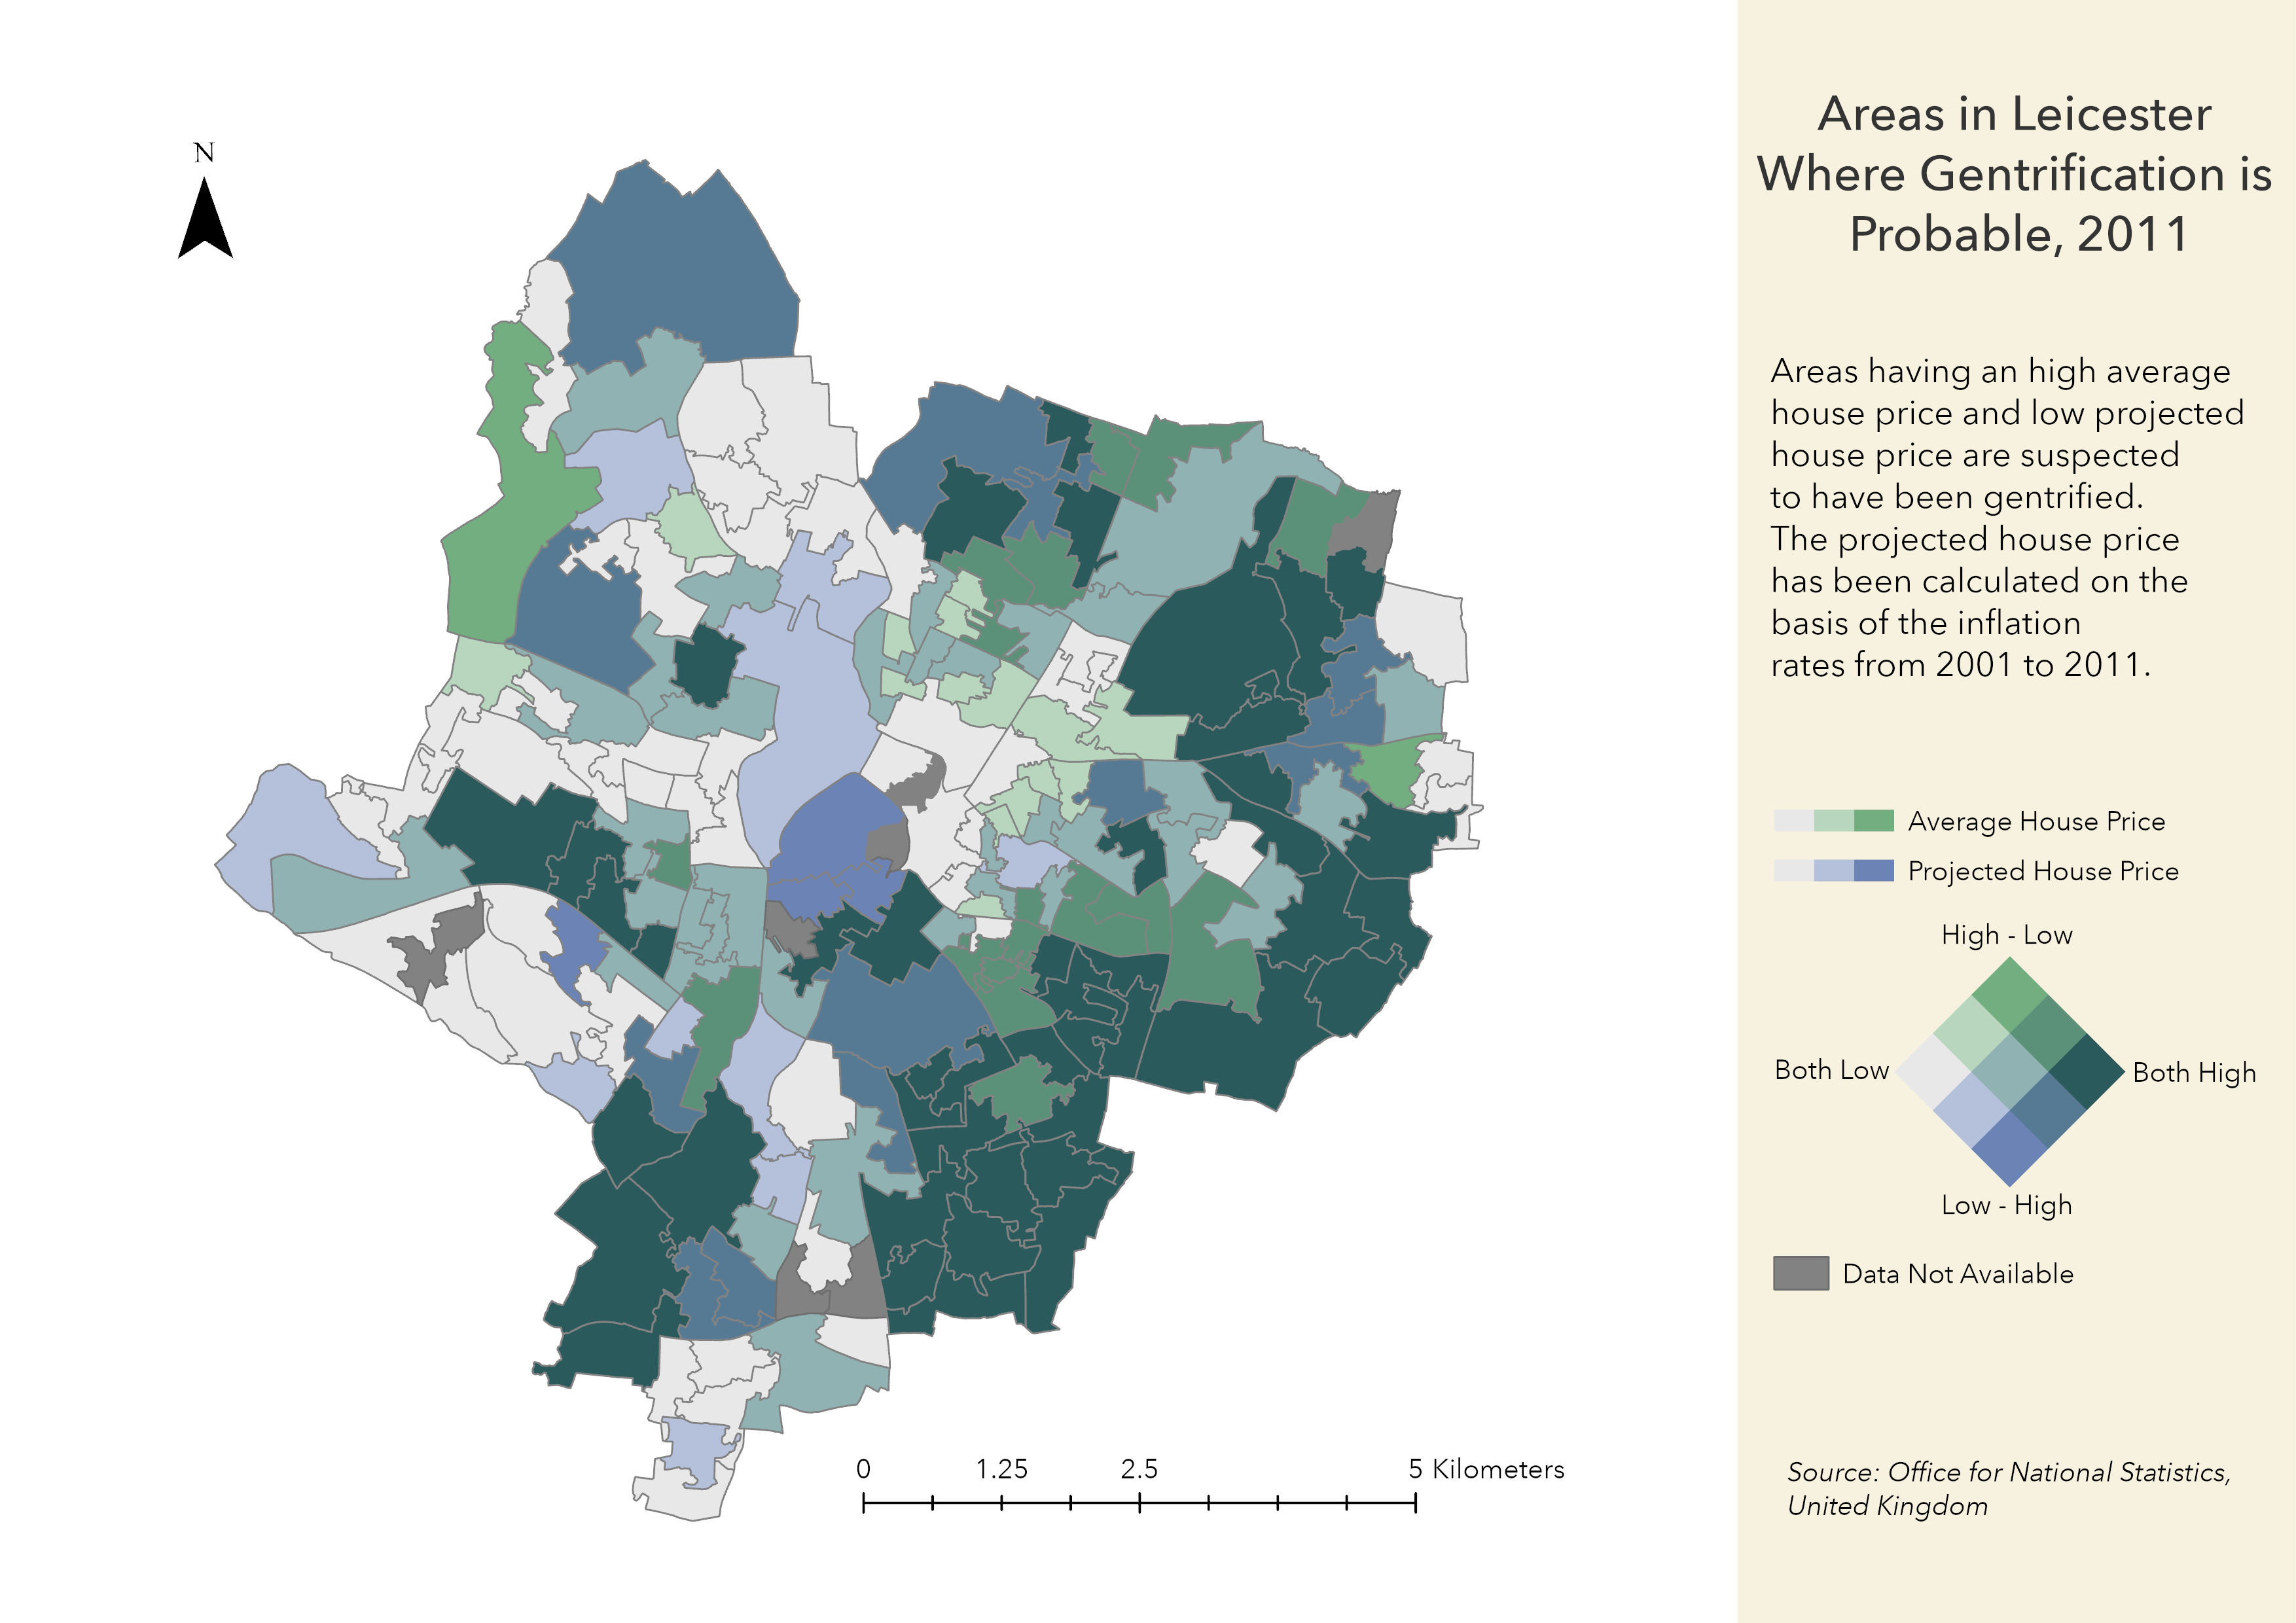 N
Areas in Leicester
Where Gentrification is
Probable, 2011
Areas having an high average
house price and low projected
house price are suspected
to have been gentrified.
The projected house price
has been calculated on the
basis of the inflation
rates from 2001 to 2011.
Average House Price
Projected House Price
High - Low
Both Low
Both High
Low - High
Data Not Available
0 1.25 2.5 5 Kilometers
Source: Office for National Statistics,
United Kingdom